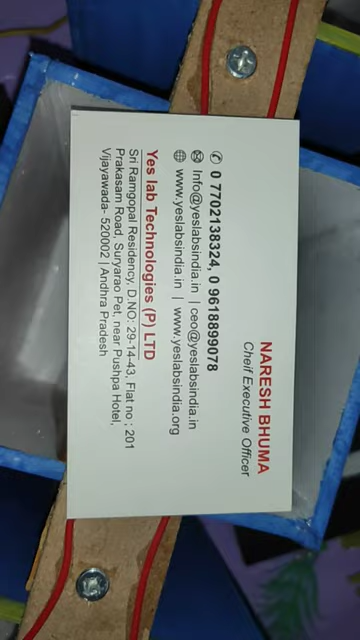 NARESH BHUMA
Cheif Executive Officer
0 7702138324, 0 9618899078
Info@yeslabsindia.in | ceo@yeslabsindia.in
www.yeslabsindia.in | www.yeslabsindia.org
Yes lab Technologies (P) LTD
Sri Ramgopal Residency, D.NO: 29-14-43, Flat no ; 201
Prakasam Road, Suryarao Pet, near Pushpa Hotel,
Vijayawada- 520002 | Andhra Pradesh